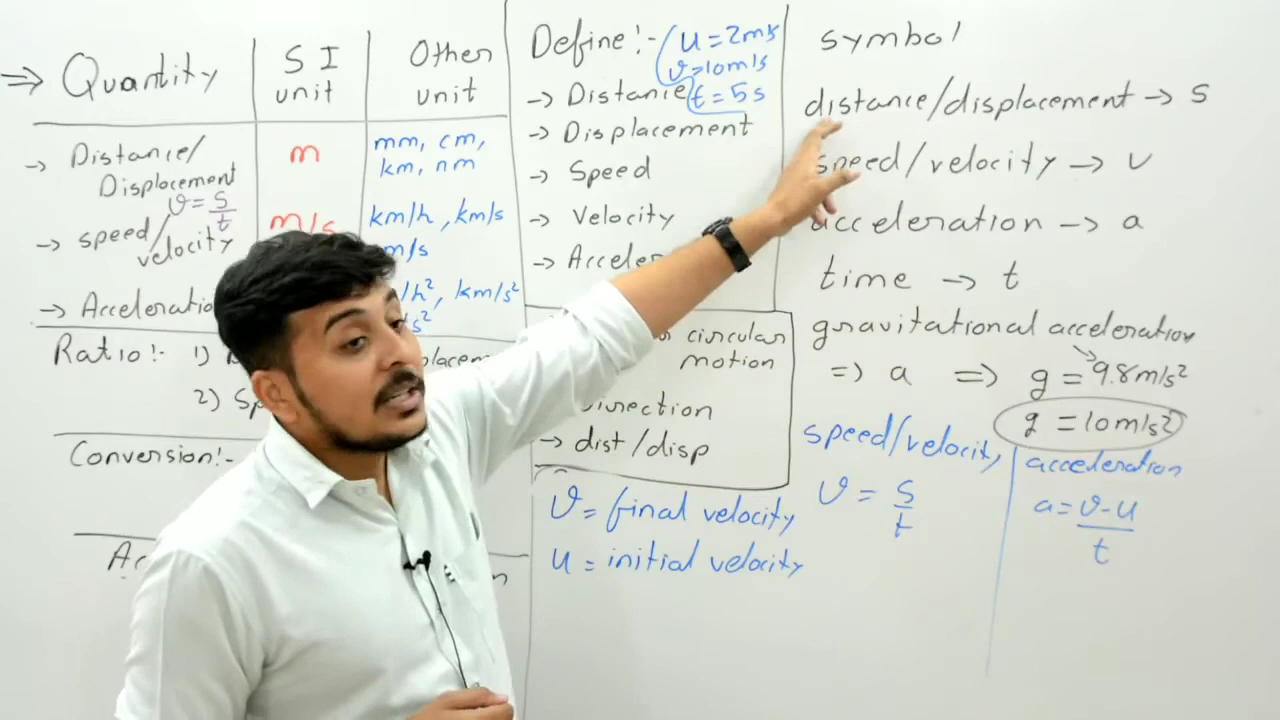 ⇒ Quantity
SI unit
Other unit
→ Distance/
Displacement
m
mm, cm,
km, nm
→ speed/
velocity
v = s/t
m/s
km/h, km/s
m/s
→ Acceleratio
/h², km/s²
s²
Ratio:- 1)
placem
2) Sp
Conversion:-
Define:-
u = 2m/s
v = 10m/s
t = 5s
→ Distance
→ Displacement
→ Speed
→ Velocity
→ Acceler
circular
motion
Direction
→ dist/disp
v = final velocity
u = initial velocity
symbol
distance/displacement → s
speed/velocity → v
acceleration → a
time → t
gravitational acceleration
⇒ a ⇒ g = 9.8m/s²
g = 10m/s²
speed/velocity
v = s/t
acceleration
a = v-u/t